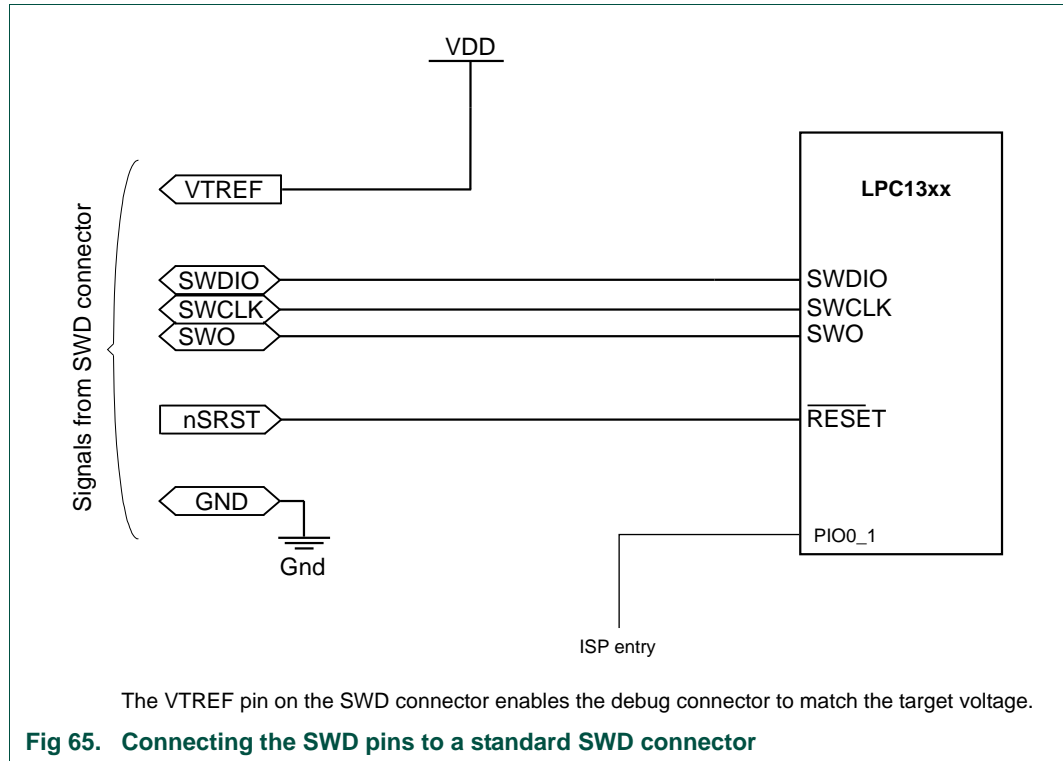 VDD
VTREF
LPC13xx
Signals from SWD connector
SWDIO
SWDIO
SWCLK
SWCLK
SWO
SWO
nSRST
RESET
GND
Gnd
PIO0_1
ISP entry
The VTREF pin on the SWD connector enables the debug connector to match the target voltage.
Fig 65. Connecting the SWD pins to a standard SWD connector